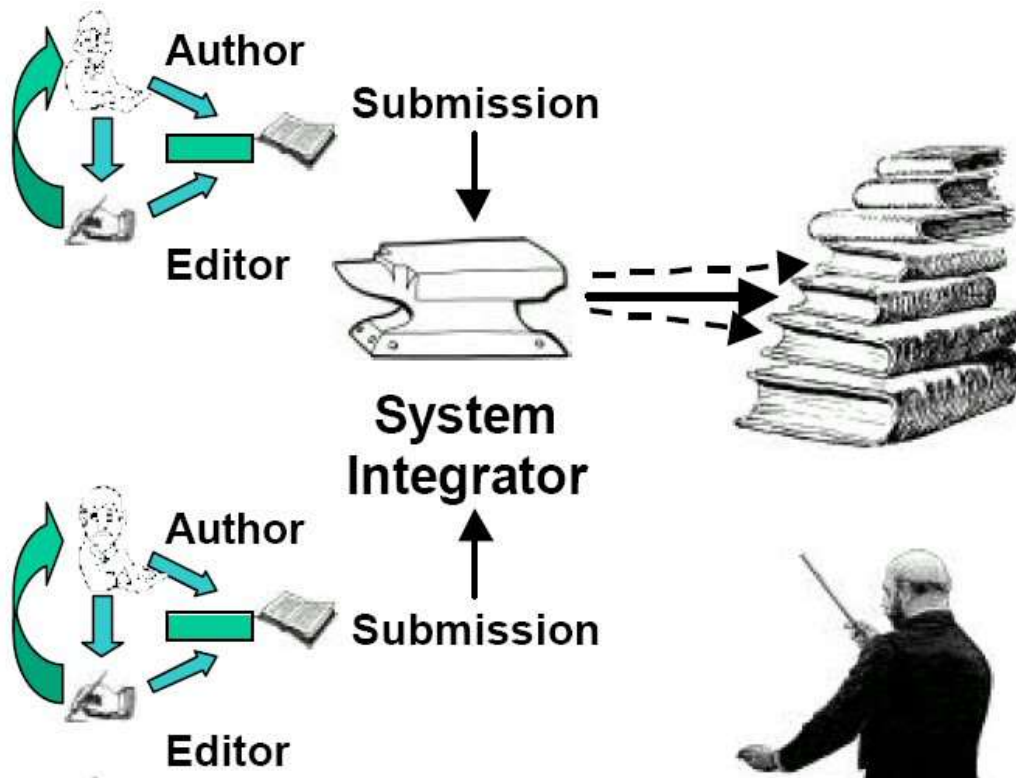 Author
Submission
Editor
System
Integrator
Author
Submission
Editor